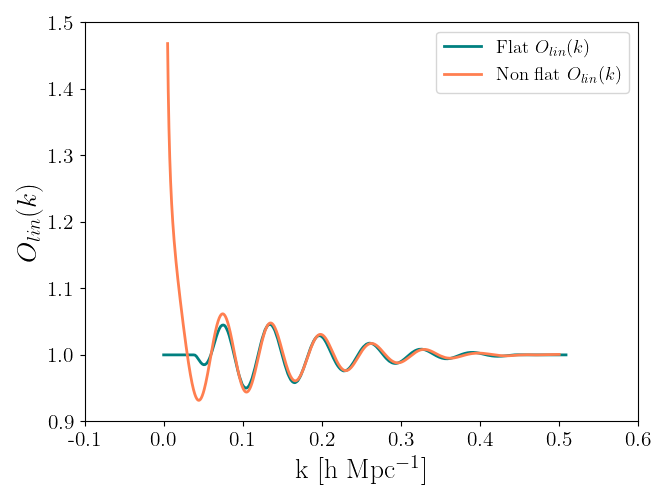 1.5
1.4
1.3
1.2
1.1
1.0
0.9
O_{lin}(k)
Flat O_{lin}(k)
Non flat O_{lin}(k)
-0.1 0.0 0.1 0.2 0.3 0.4 0.5 0.6
k [h Mpc^{-1}]